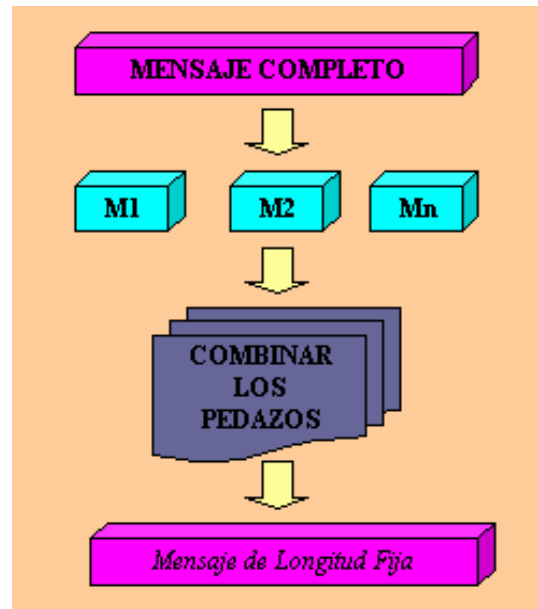 MENSAJE COMPLETO
M1 M2 Mn
COMBINAR
LOS
PEDAZOS
Mensaje de Longitud Fija